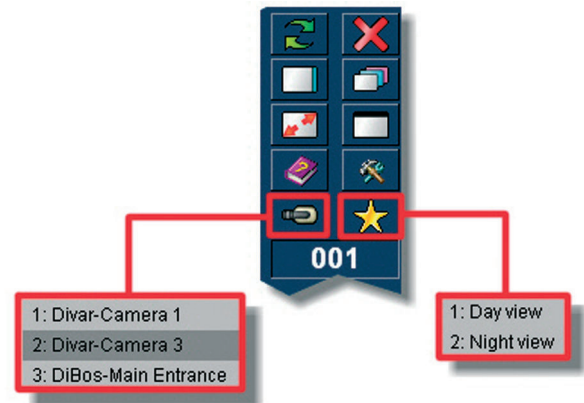 001
1: Divar-Camera 1
2: Divar-Camera 3
3: DiBos-Main Entrance
1: Day view
2: Night view